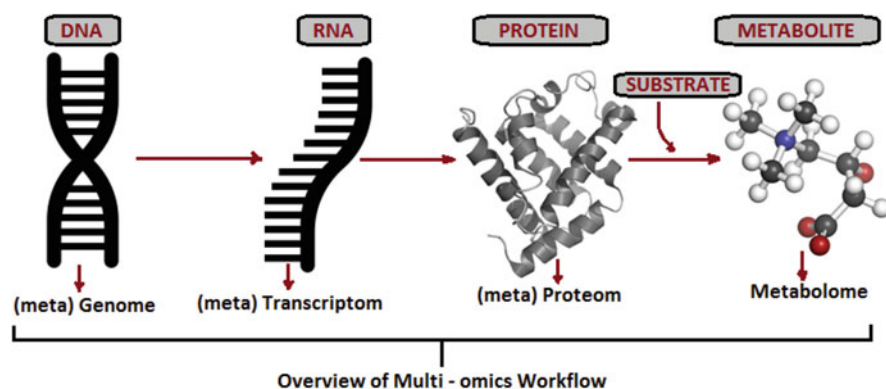 DNA
RNA
PROTEIN
METABOLITE
SUBSTRATE
(meta) Genome
(meta) Transcriptom
(meta) Proteom
Metabolome
Overview of Multi - omics Workflow